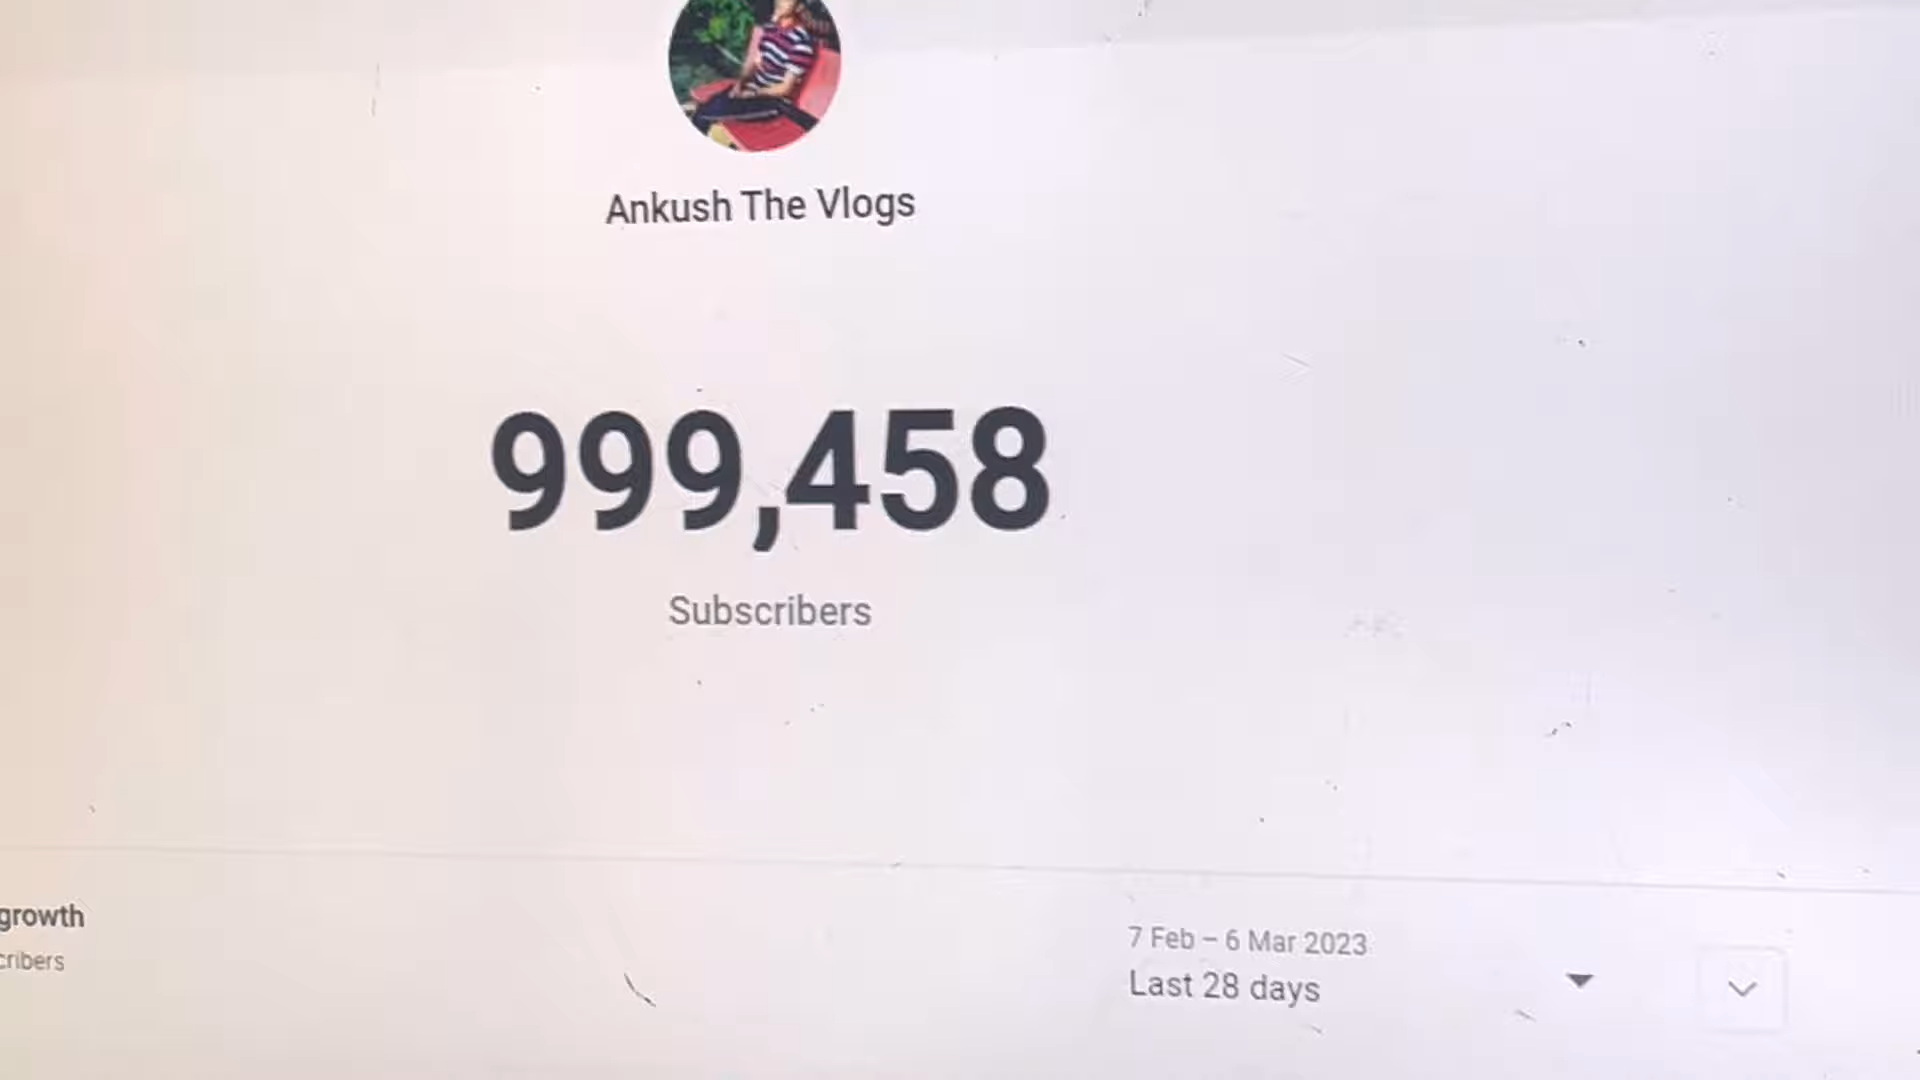 Ankush The Vlogs
999,458
Subscribers
growth
cribers
7 Feb – 6 Mar 2023
Last 28 days